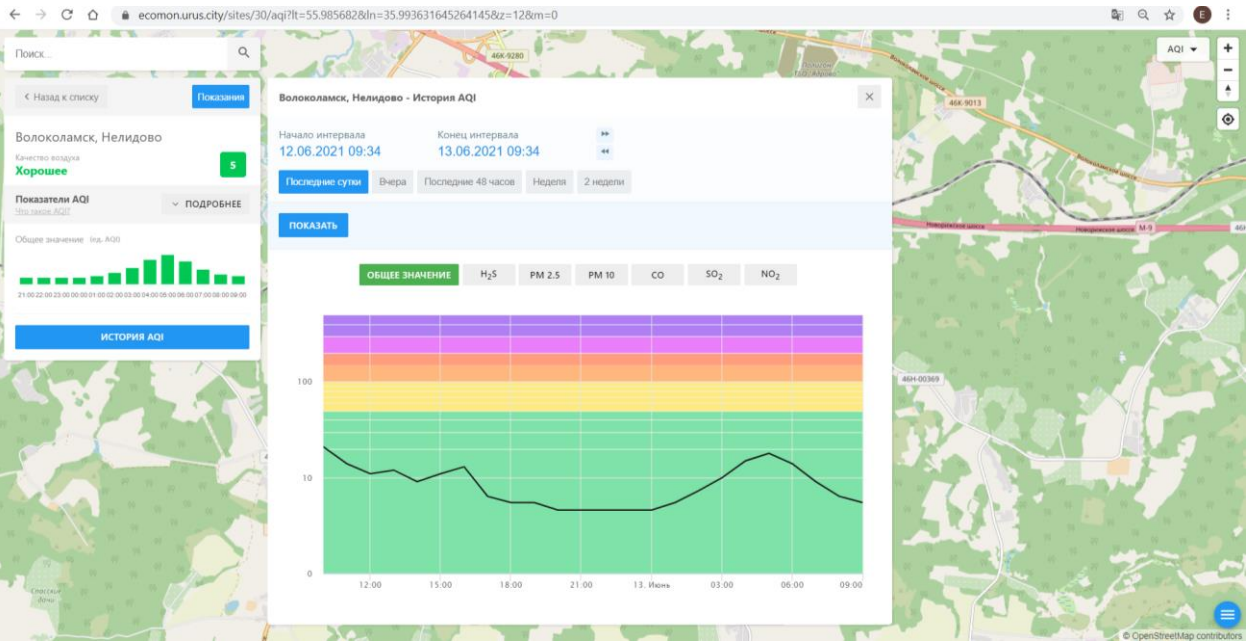 ecomon.urus.city/sites/30/aqi?lt=55.985682&ln=35.993631645264145&z=12&m=0
E
Поиск...
46К-9280
AQI
< Назад к списку
Показания
Волоколамск, Нелидово - История AQI
46К-9013
Волоколамск, Нелидово
Качество воздуха
Хорошее
5
Начало интервала
Конец интервала
12.06.2021 09:34
13.06.2021 09:34
Последние сутки
Вчера
Последние 48 часов
Неделя
2 недели
Показатели AQI
Что такое AQI?
ПОДРОБНЕЕ
ПОКАЗАТЬ
Новорижское шоссе
Новорижское шоссе
М-9
46Н
Общее значение (ед. AQI)
ОБЩЕЕ ЗНАЧЕНИЕ
H2S
PM 2.5
PM 10
CO
SO2
NO2
21:00 22:00 23:00 00:00 01:00 02:00 03:00 04:00 05:00 06:00 07:00 08:00 09:00
ИСТОРИЯ AQI
100
46Н-00369
10
0
12:00
15:00
18:00
21:00
13. Июнь
03:00
06:00
09:00
© OpenStreetMap contributors